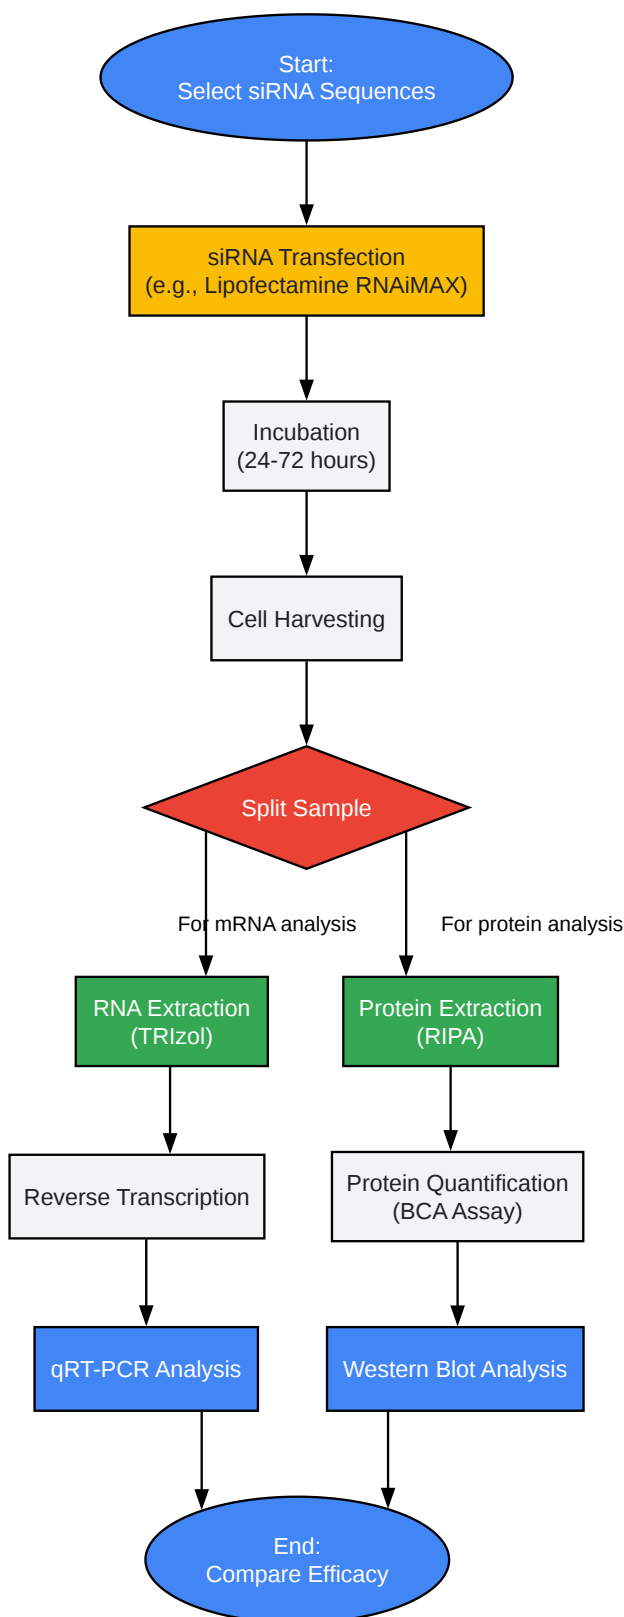 Start:
Select siRNA Sequences
siRNA Transfection
(e.g., Lipofectamine RNAiMAX)
Incubation
(24-72 hours)
Cell Harvesting
Split Sample
For mRNA analysis
For protein analysis
RNA Extraction
(TRIzol)
Protein Extraction
(RIPA)
Reverse Transcription
Protein Quantification
(BCA Assay)
qRT-PCR Analysis
Western Blot Analysis
End:
Compare Efficacy